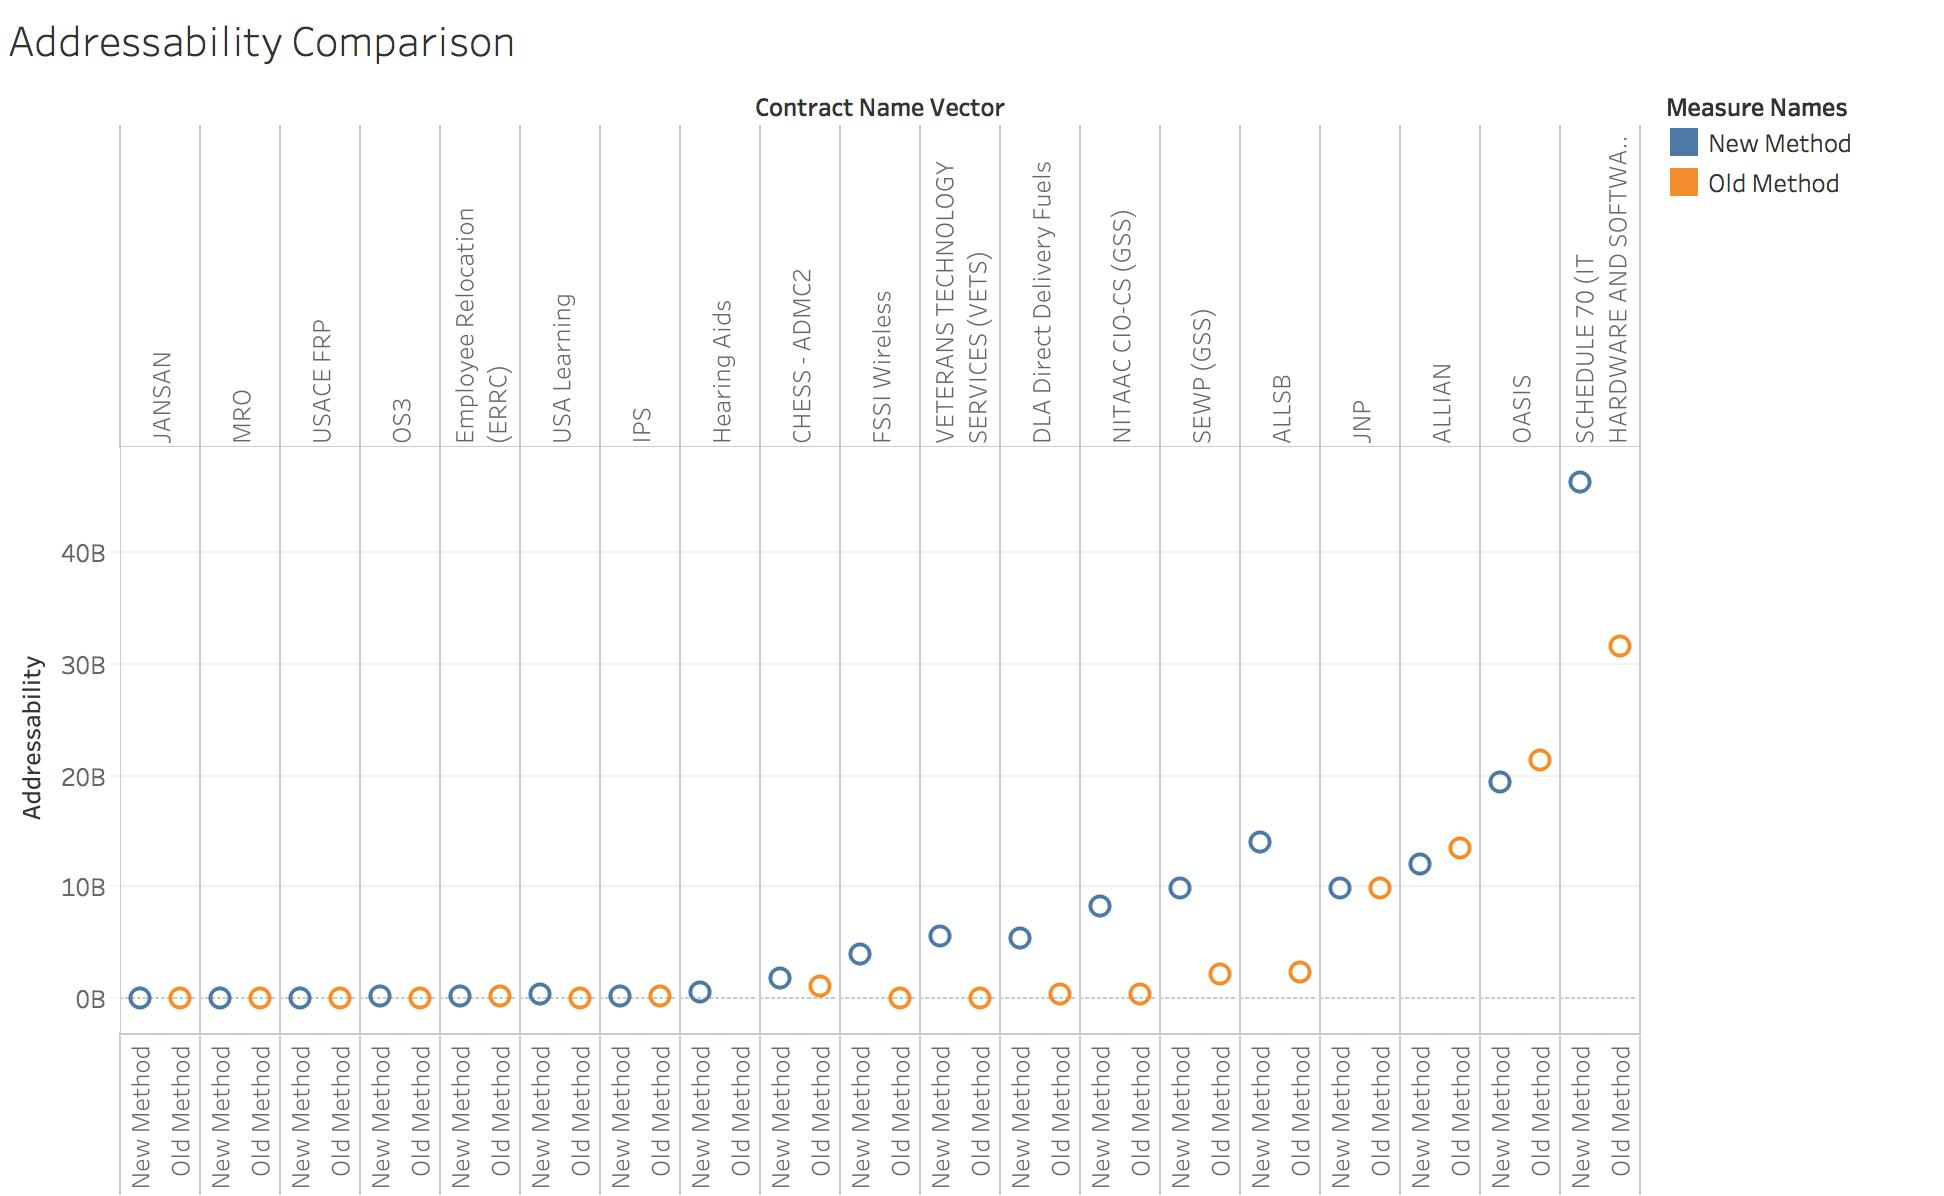 Addressability Comparison
Contract Name Vector
Measure Names
New Method
Old Method
JANSAN
MRO
USACE FRP
OS3
Employee Relocation
(ERRC)
USA Learning
IPS
Hearing Aids
CHESS - ADMC2
FSSI Wireless
VETERANS TECHNOLOGY
SERVICES (VETS)
DLA Direct Delivery Fuels
NITAAC CIO-CS (GSS)
SEWP (GSS)
ALLSB
JNP
ALLIAN
OASIS
SCHEDULE 70 (IT
HARDWARE AND SOFTWA..
Addressability
40B
30B
20B
10B
0B
New Method
Old Method
New Method
Old Method
New Method
Old Method
New Method
Old Method
New Method
Old Method
New Method
Old Method
New Method
Old Method
New Method
Old Method
New Method
Old Method
New Method
Old Method
New Method
Old Method
New Method
Old Method
New Method
Old Method
New Method
Old Method
New Method
Old Method
New Method
Old Method
New Method
Old Method
New Method
Old Method
New Method
Old Method